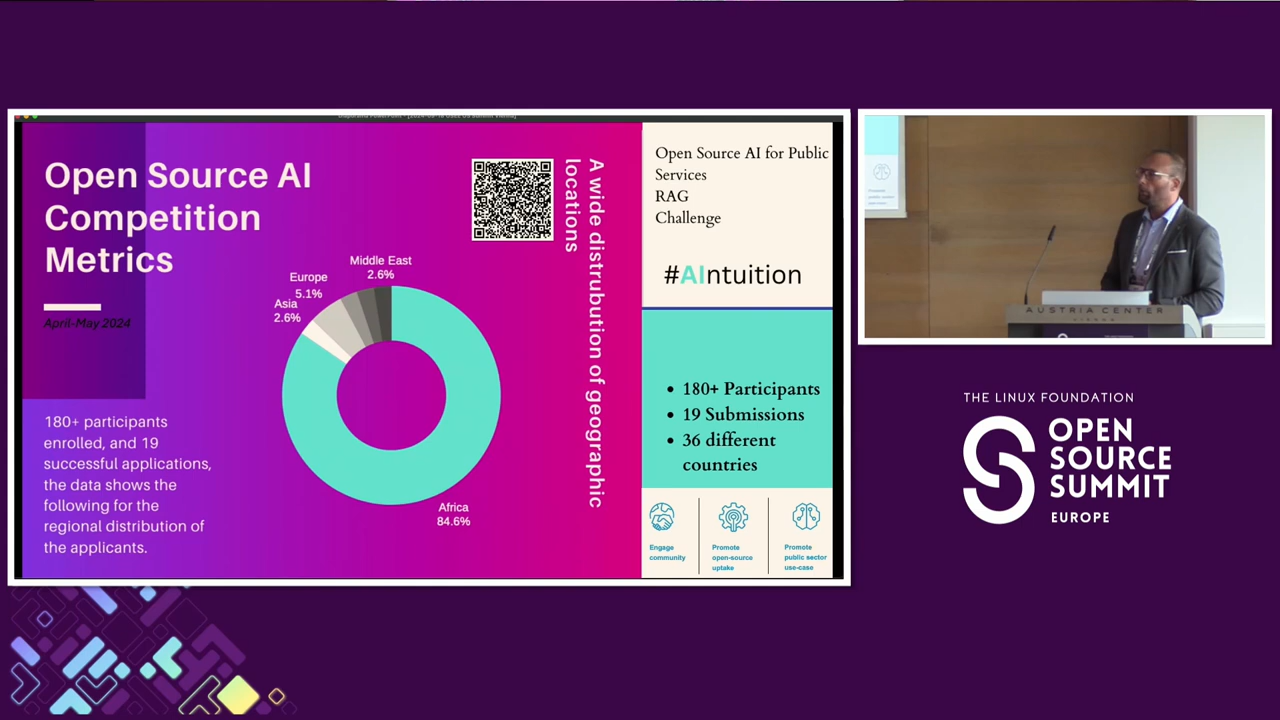 Open Source AI
Competition
Metrics
April-May 2024
180+ participants
enrolled, and 19
successful applications,
the data shows the
following for the
regional distribution of
the applicants.
Middle East
2.6%
Europe
5.1%
Asia
2.6%
Africa
84.6%
A wide distrubution of geographic
locations
Open Source AI for Public
Services
RAG
Challenge
#AIntuition
• 180+ Participants
• 19 Submissions
• 36 different
countries
Engage
community
Promote
open-source
uptake
Promote
public sector
use-case
AUSTRIA CENTER
THE LINUX FOUNDATION
OPEN
SOURCE
SUMMIT
EUROPE